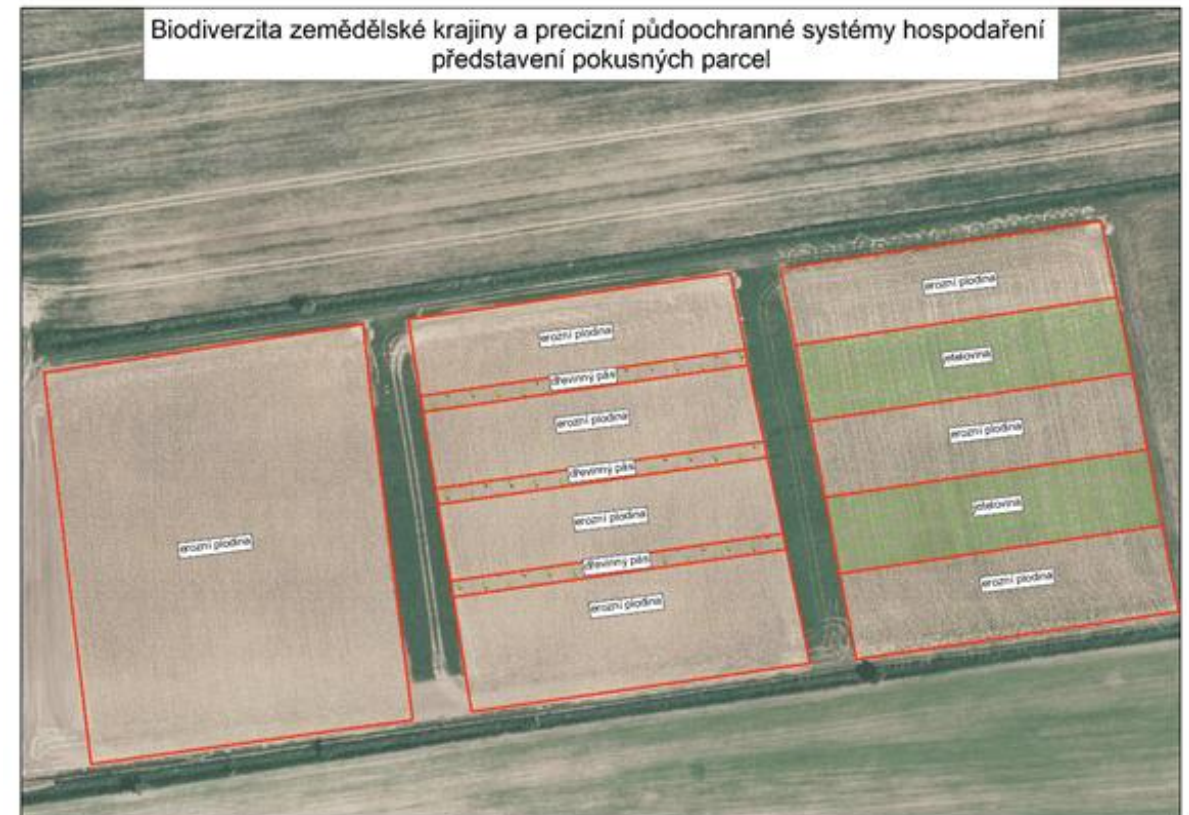 Biodiverzita zemědělské krajiny a precizní půdoochranné systémy hospodaření
představení pokusných parcel
erozní plodina
erozní plodina
dřevinný pás
erozní plodina
dřevinný pás
erozní plodina
dřevinný pás
erozní plodina
erozní plodina
jetelovina
erozní plodina
jetelovina
erozní plodina